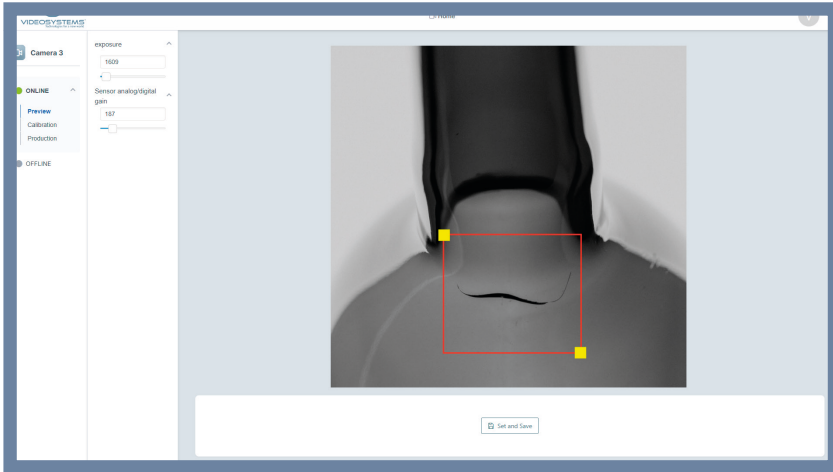 VIDEOSYSTEMS
Home
V
Camera 3
ONLINE
Preview
Calibration
Production
OFFLINE
exposure
1609
Sensor analog/digital
gain
187
Set and Save